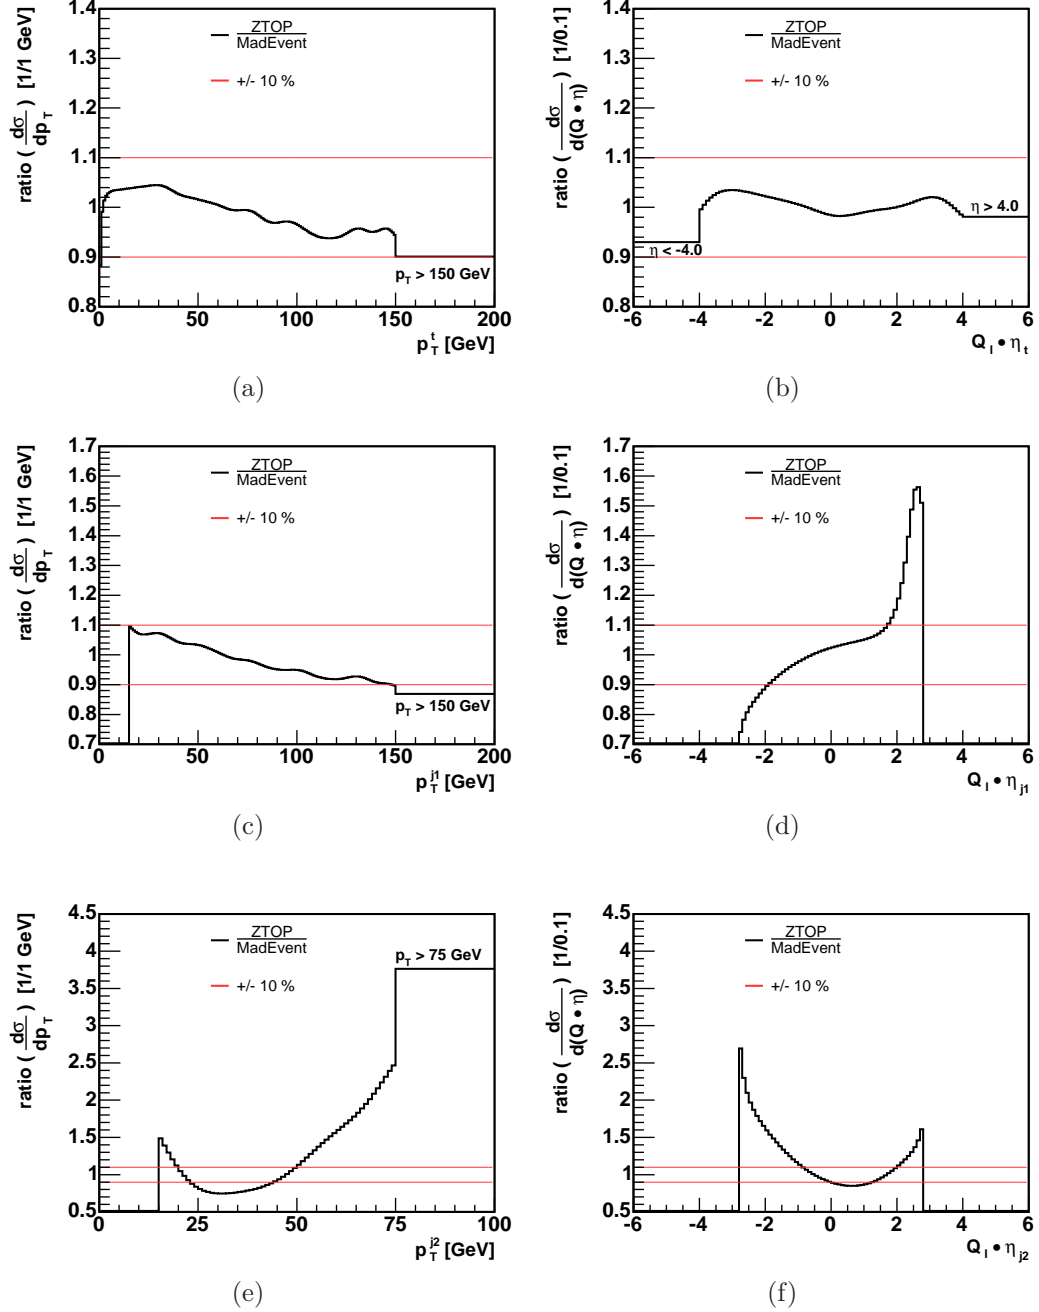 1.4
1.3
1.2
1.1
1
0.9
0.8
0 50 100 150 200
ratio ( dσ/dp_T ) [1/1 GeV]
ZTOP
MadEvent
+/- 10 %
p_T > 150 GeV
p_T^t [GeV]
(a)
1.4
1.3
1.2
1.1
1
0.9
0.8
-6 -4 -2 0 2 4 6
ratio ( dσ/d(Q • η) ) [1/0.1]
ZTOP
MadEvent
+/- 10 %
η < -4.0
η > 4.0
Q_l • η_t
(b)
1.7
1.6
1.5
1.4
1.3
1.2
1.1
1
0.9
0.8
0.7
0 50 100 150 200
ratio ( dσ/dp_T ) [1/1 GeV]
ZTOP
MadEvent
+/- 10 %
p_T > 150 GeV
p_T^j1 [GeV]
(c)
1.7
1.6
1.5
1.4
1.3
1.2
1.1
1
0.9
0.8
0.7
-6 -4 -2 0 2 4 6
ratio ( dσ/d(Q • η) ) [1/0.1]
ZTOP
MadEvent
+/- 10 %
Q_l • η_j1
(d)
4.5
4
3.5
3
2.5
2
1.5
1
0.5
0 25 50 75 100
ratio ( dσ/dp_T ) [1/1 GeV]
ZTOP
MadEvent
+/- 10 %
p_T > 75 GeV
p_T^j2 [GeV]
(e)
4.5
4
3.5
3
2.5
2
1.5
1
0.5
-6 -4 -2 0 2 4 6
ratio ( dσ/d(Q • η) ) [1/0.1]
ZTOP
MadEvent
+/- 10 %
Q_l • η_j2
(f)